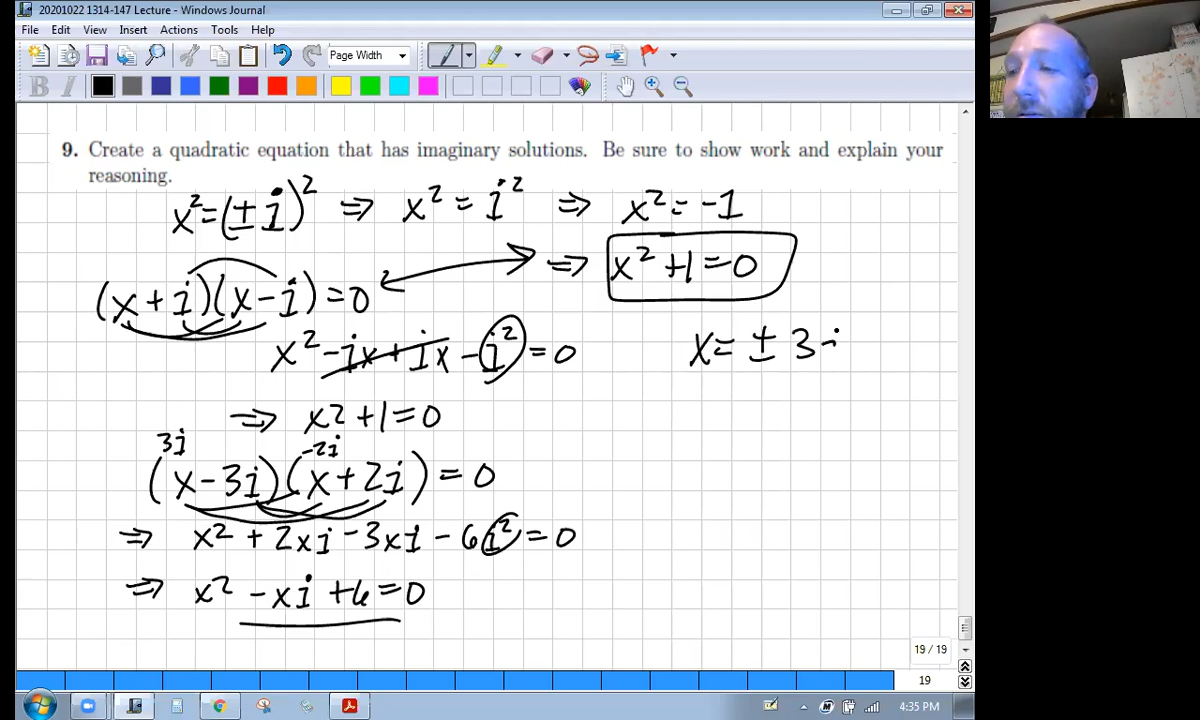 20201022 1314-147 Lecture - Windows Journal
File Edit View Insert Actions Tools Help
Page Width
B I
9. Create a quadratic equation that has imaginary solutions. Be sure to show work and explain your
reasoning.
x² = (± i)² ⇒ x² = i² ⇒ x² = -1
⇒ x² + 1 = 0
(x + i)(x - i) = 0
x² - ix + ix - i² = 0
x = ± 3i
⇒ x² + 1 = 0
3i -2i
(x - 3i)(x + 2i) = 0
⇒ x² + 2xi - 3xi - 6i² = 0
⇒ x² - xi + 6 = 0
19 / 19
19
4:35 PM